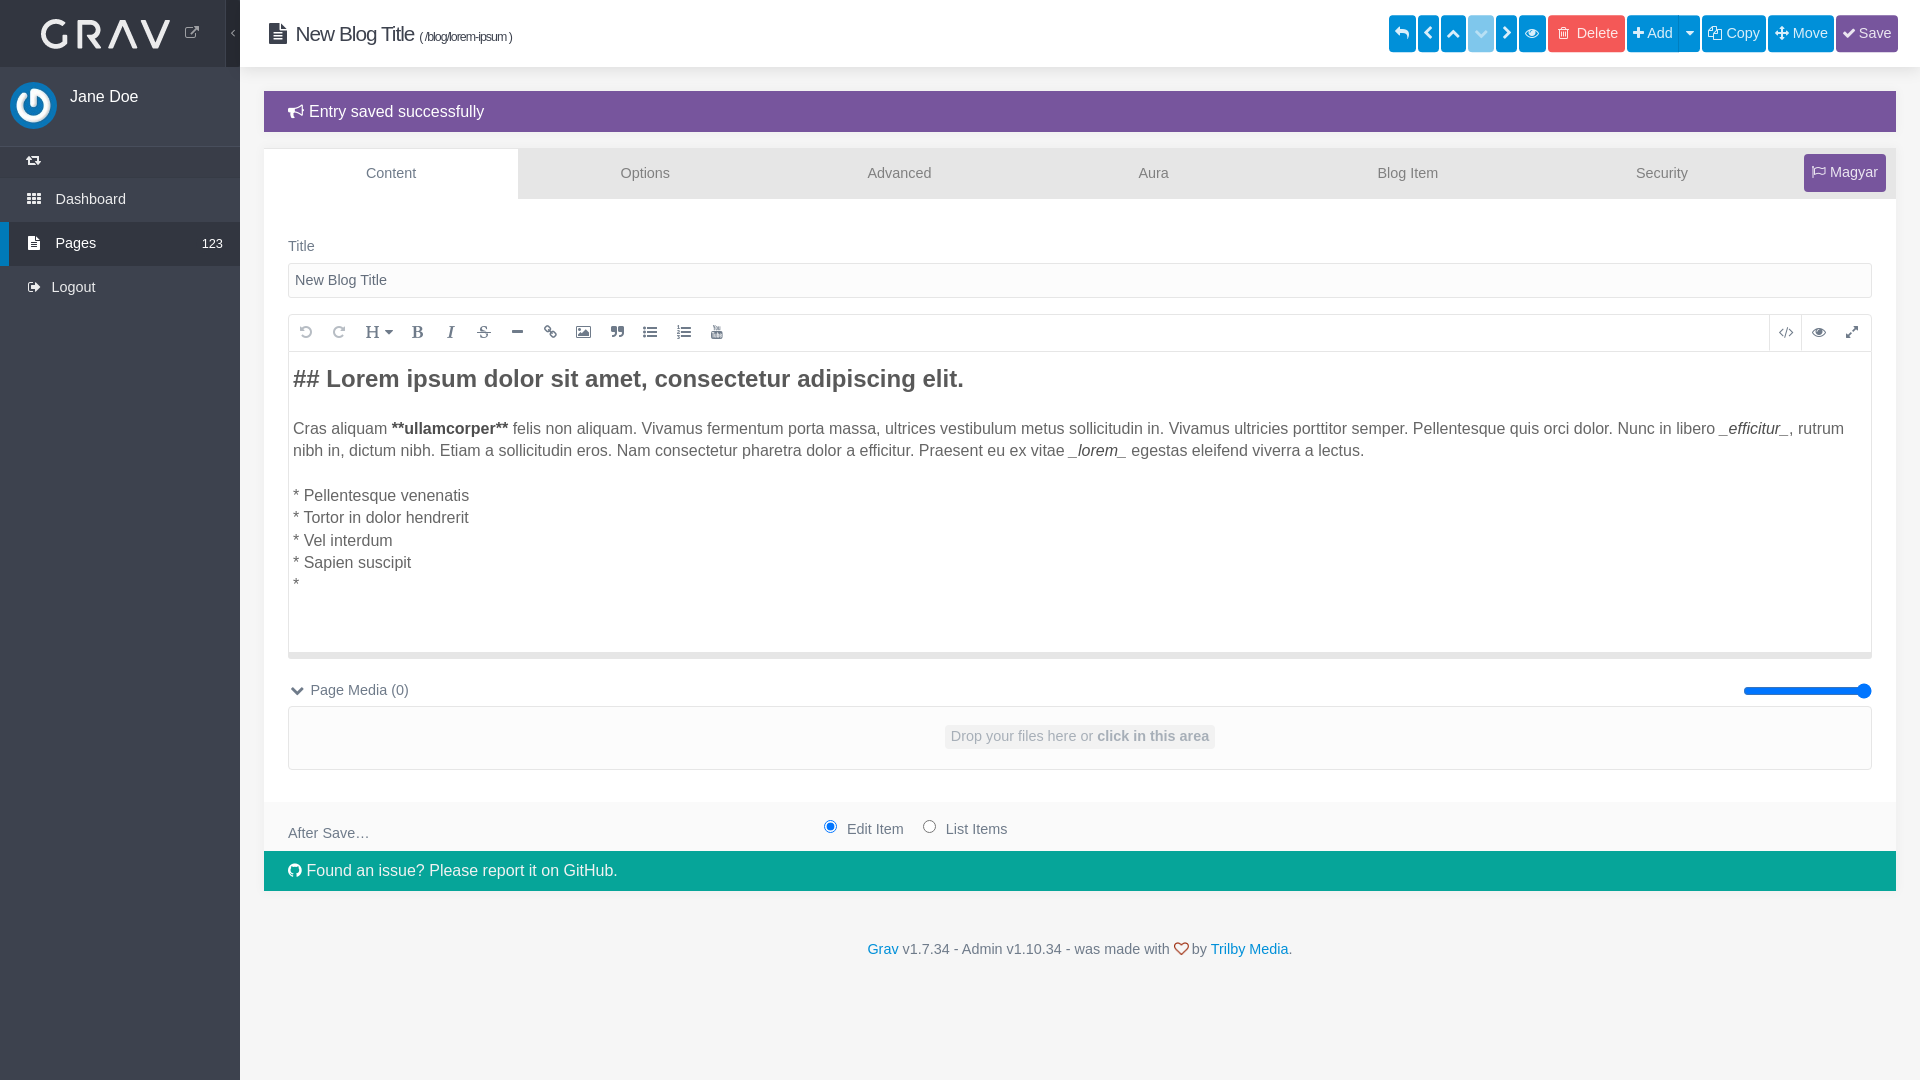 GRAV
New Blog Title ( /blog/lorem-ipsum )
Delete
Add
Copy
Move
Save
Jane Doe
Dashboard
Pages 123
Logout
Entry saved successfully
Content
Options
Advanced
Aura
Blog Item
Security
Magyar
Title
New Blog Title
## Lorem ipsum dolor sit amet, consectetur adipiscing elit.
Cras aliquam **ullamcorper** felis non aliquam. Vivamus fermentum porta massa, ultrices vestibulum metus sollicitudin in. Vivamus ultricies porttitor semper. Pellentesque quis orci dolor. Nunc in libero _efficitur_, rutrum
nibh in, dictum nibh. Etiam a sollicitudin eros. Nam consectetur pharetra dolor a efficitur. Praesent eu ex vitae _lorem_ egestas eleifend viverra a lectus.
* Pellentesque venenatis
* Tortor in dolor hendrerit
* Vel interdum
* Sapien suscipit
*
Page Media (0)
Drop your files here or click in this area
After Save…
Edit Item
List Items
Found an issue? Please report it on GitHub.
Grav v1.7.34 - Admin v1.10.34 - was made with by Trilby Media.